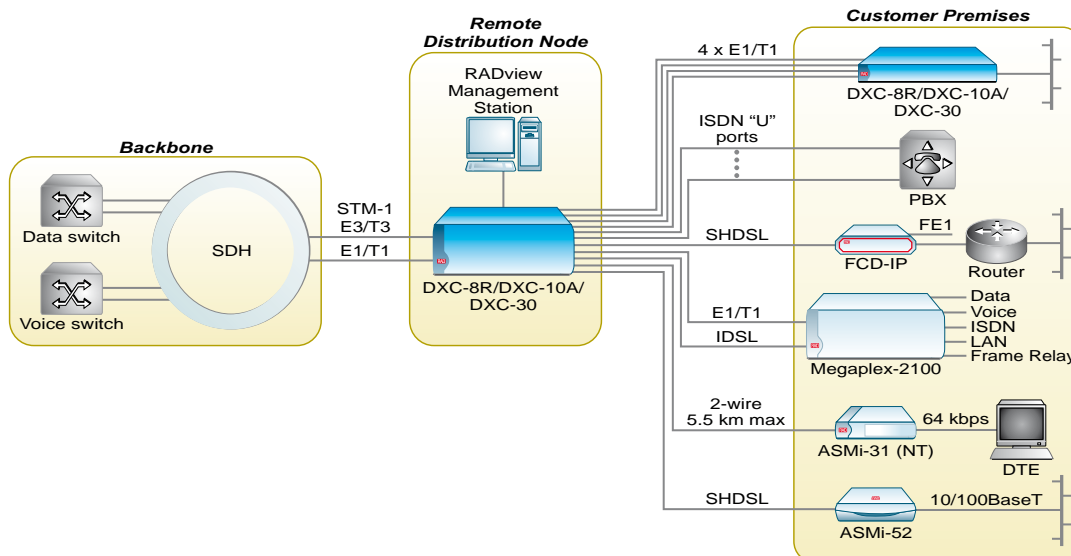 Backbone
Data switch
Voice switch
SDH
STM-1
E3/T3
E1/T1
Remote
Distribution Node
RADview
Management
Station
DXC-8R/DXC-10A/
DXC-30
Customer Premises
4 x E1/T1
DXC-8R/DXC-10A/
DXC-30
ISDN “U”
ports
PBX
SHDSL
FCD-IP
FE1
Router
E1/T1
IDSL
Megaplex-2100
Data
Voice
ISDN
LAN
Frame Relay
2-wire
5.5 km max
ASMi-31 (NT)
64 kbps
DTE
SHDSL
ASMi-52
10/100BaseT